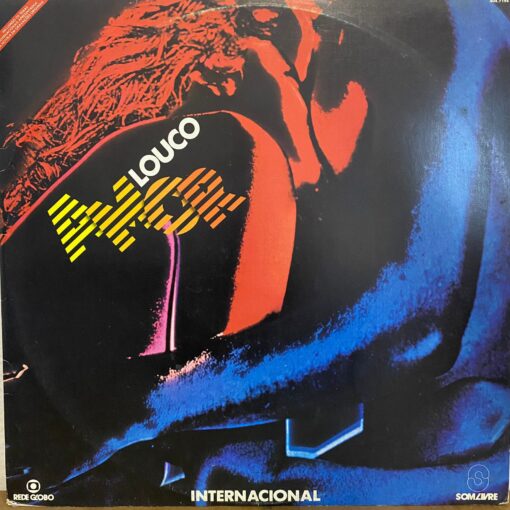 LOUCO
AMOR
INTERNACIONAL
REDE GLOBO
SOM LIVRE